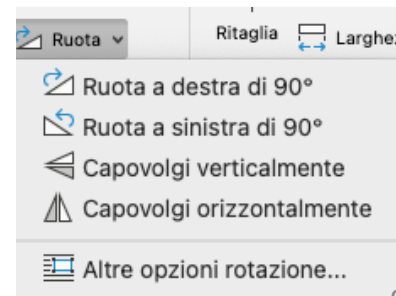 Ruota
Ritaglia
Ruota a destra di 90°
Ruota a sinistra di 90°
Capovolgi verticalmente
Capovolgi orizzontalmente
Altre opzioni rotazione...